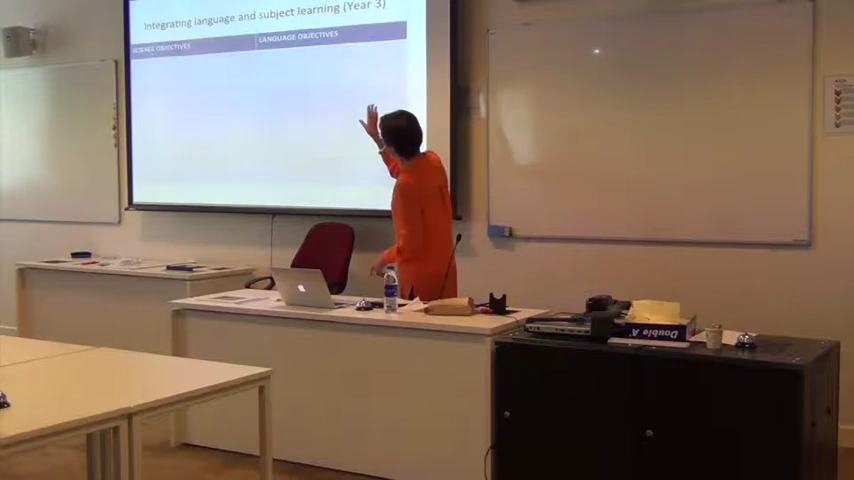 Integrating language and subject learning (Year 3)
SCIENCE OBJECTIVES
LANGUAGE OBJECTIVES
Double A